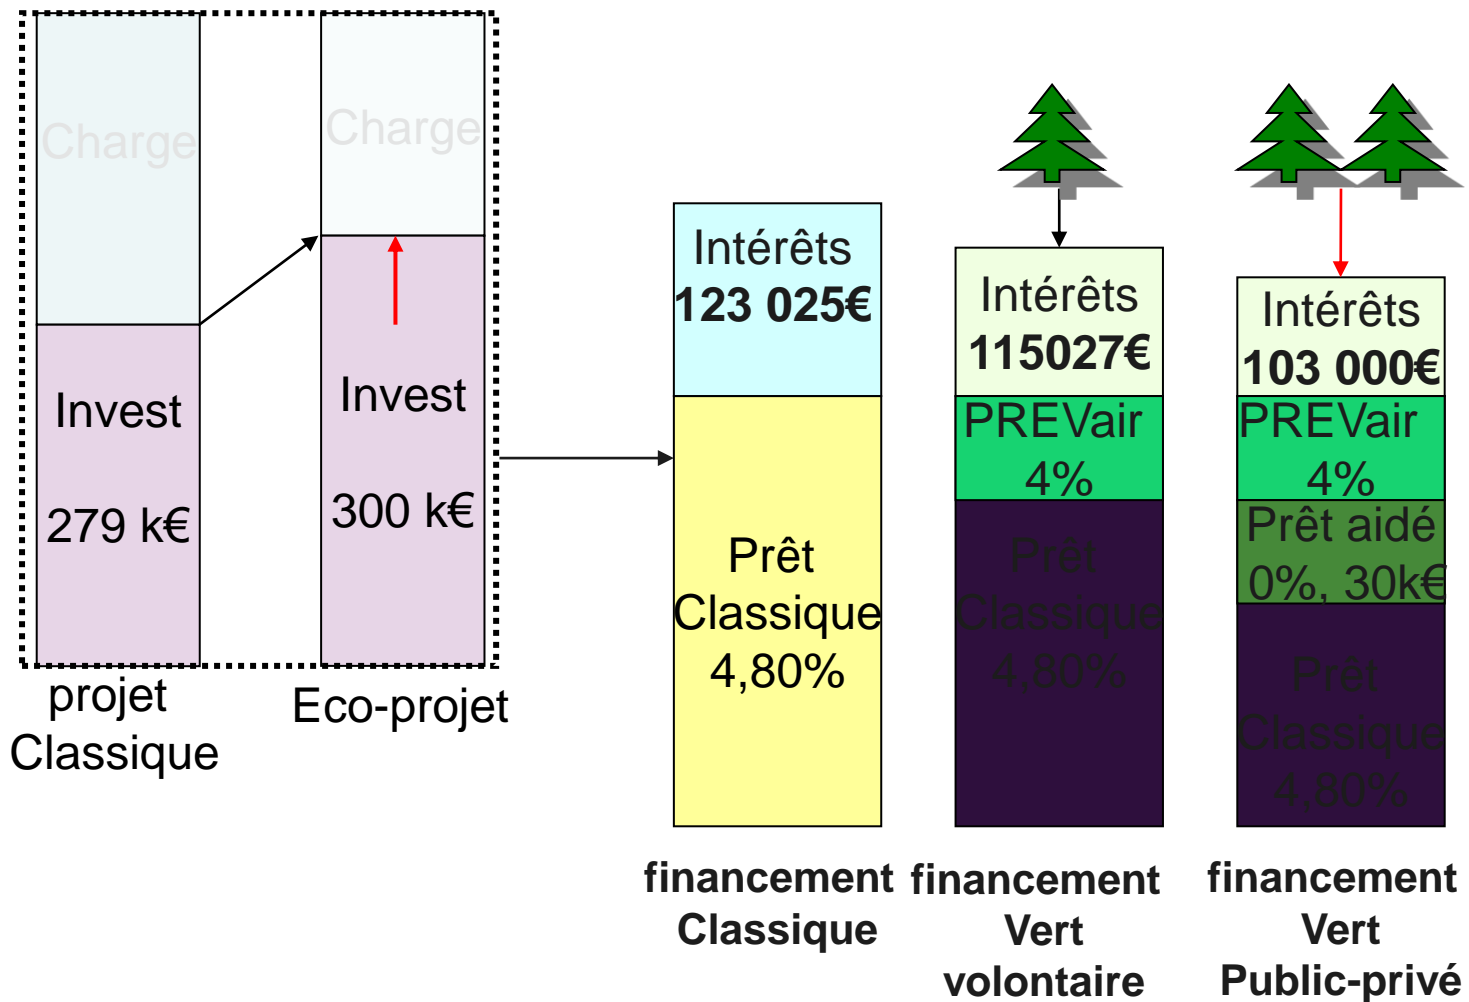 Charge
Invest
279 k€
projet
Classique
Charge
Invest
300 k€
Eco-projet
Intérêts
123 025€
Prêt
Classique
4,80%
financement
Classique
Intérêts
115027€
PREVair
4%
Prêt
Classique
4,80%
financement
Vert
volontaire
Intérêts
103 000€
PREVair
4%
Prêt aidé
0%, 30k€
Prêt
Classique
4,80%
financement
Vert
Public-privé